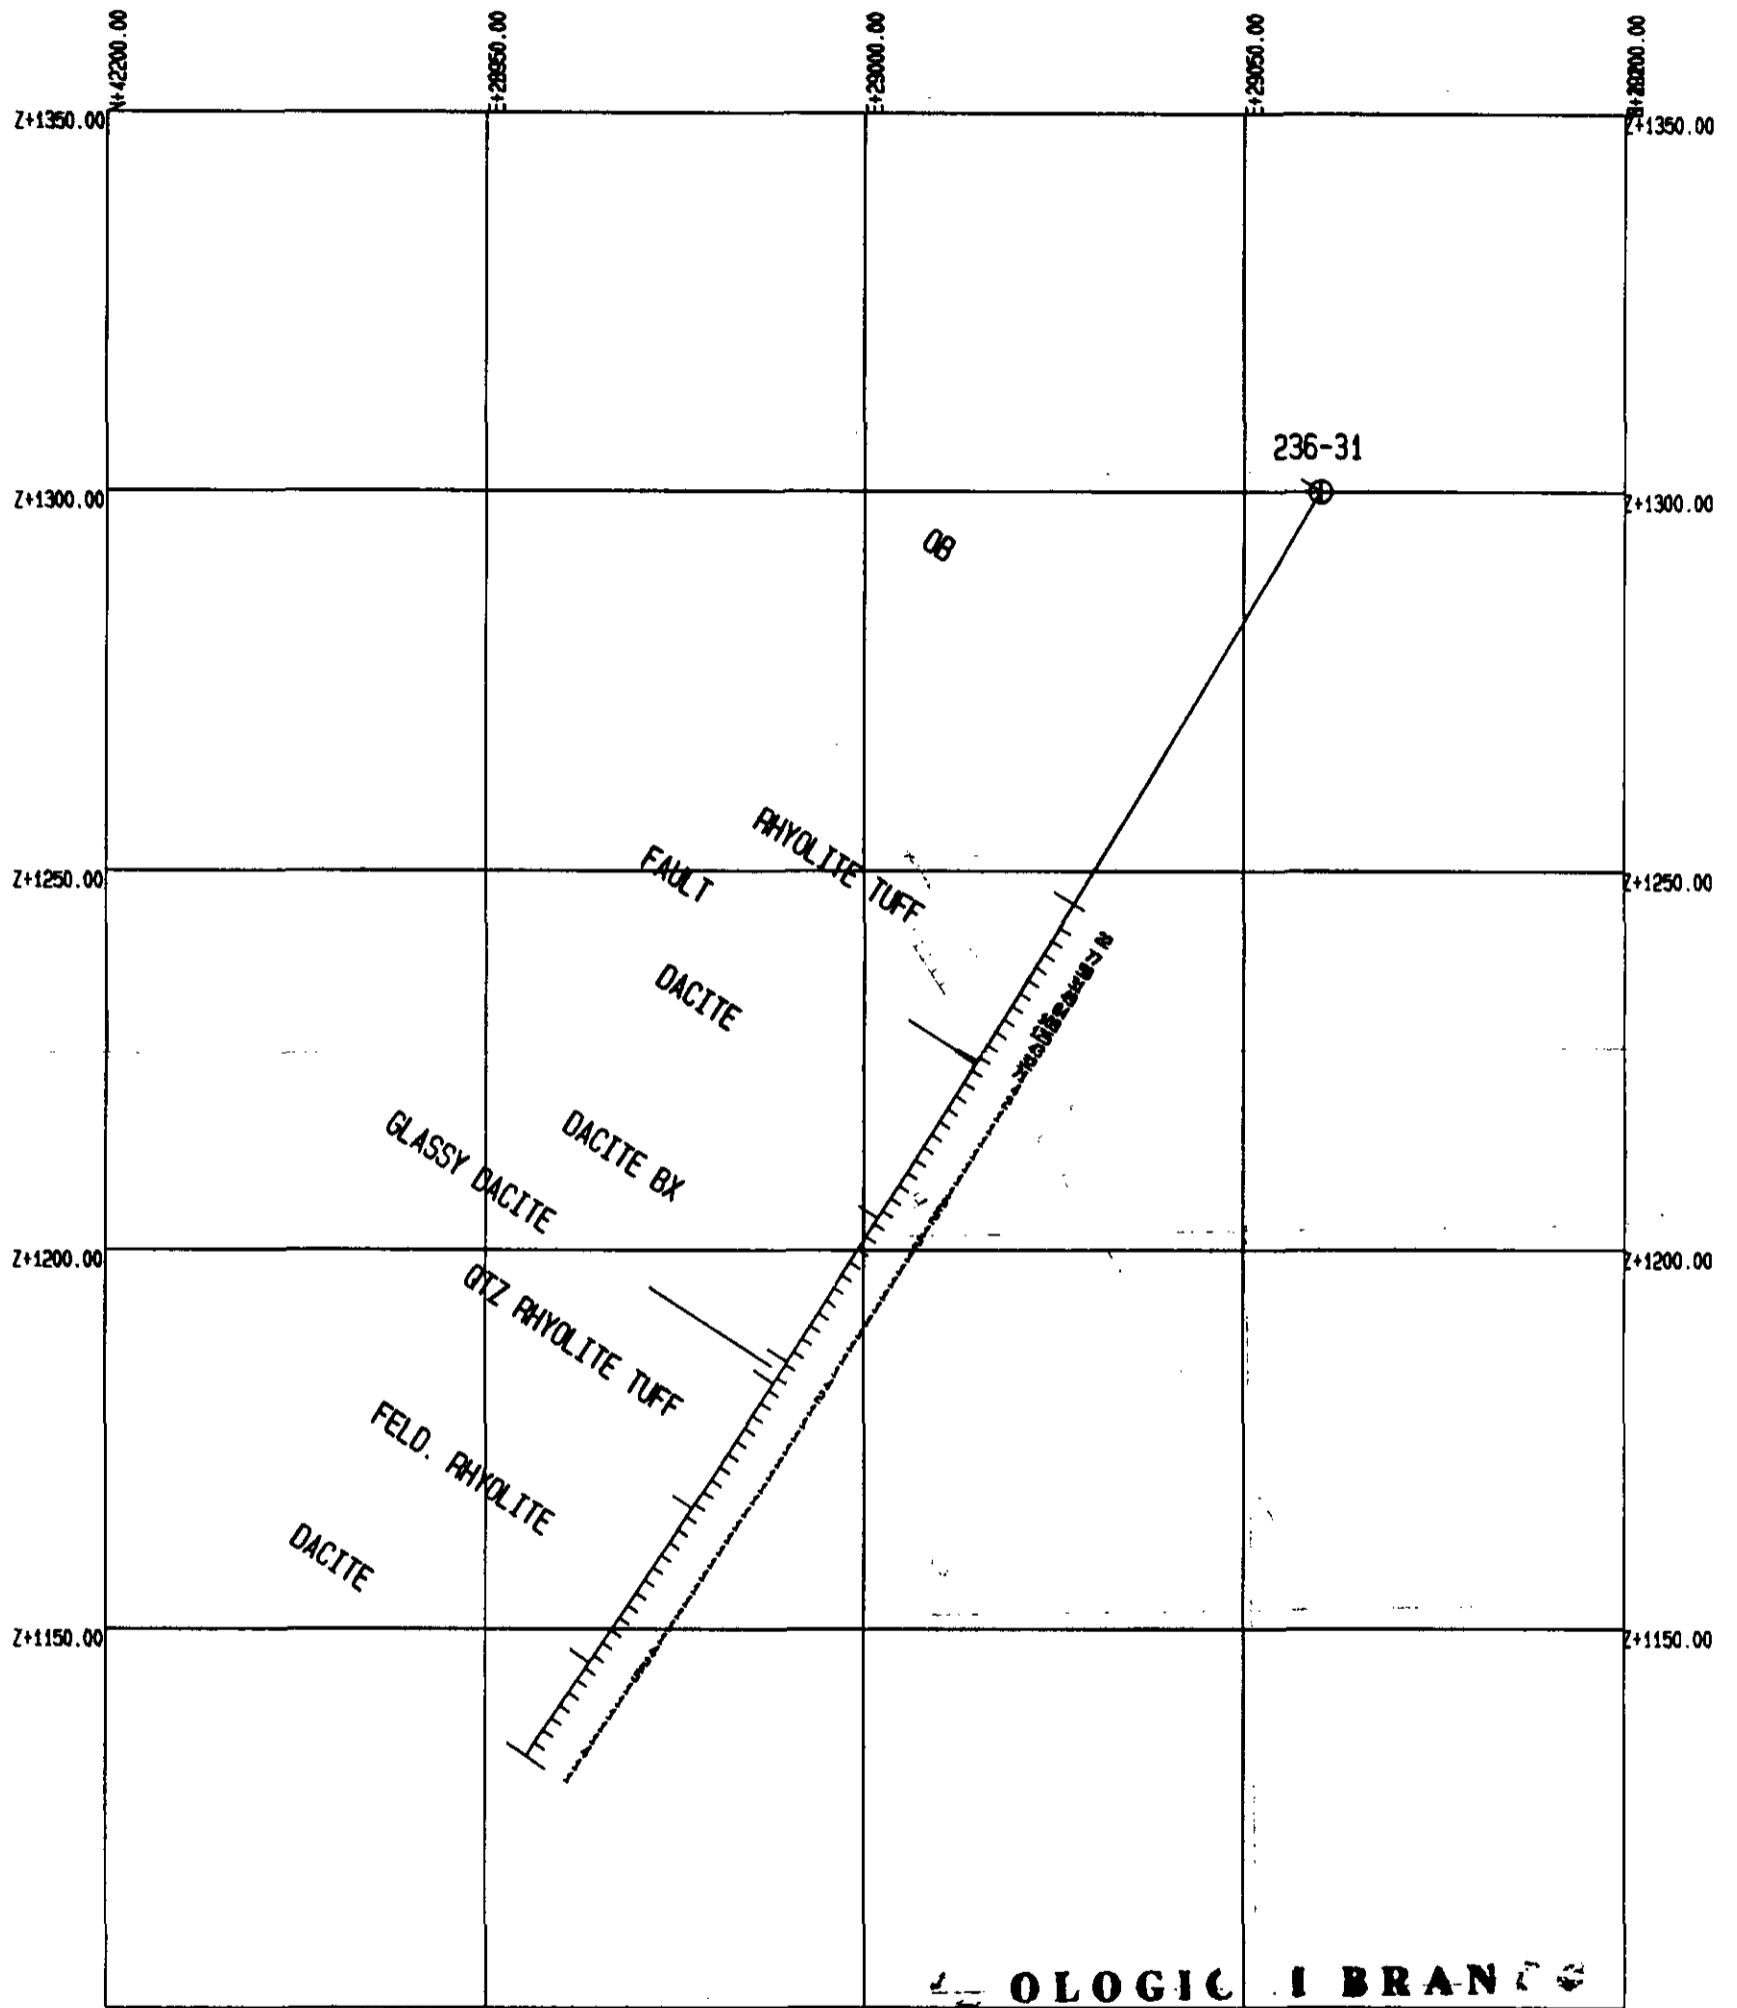 N+42200.00
E+28950.00
E+29000.00
E+29050.00
Z+1350.00
Z+1350.00
236-31
Z+1300.00
Z+1300.00
OB
RHYOLITE TUFF
FAULT
Z+1250.00
Z+1250.00
DACITE
DACITE BX
GLASSY DACITE
Z+1200.00
Z+1200.00
QTZ RHYOLITE TUFF
FELD. RHYOLITE
DACITE
Z+1150.00
Z+1150.00
OLOGIC BRAN